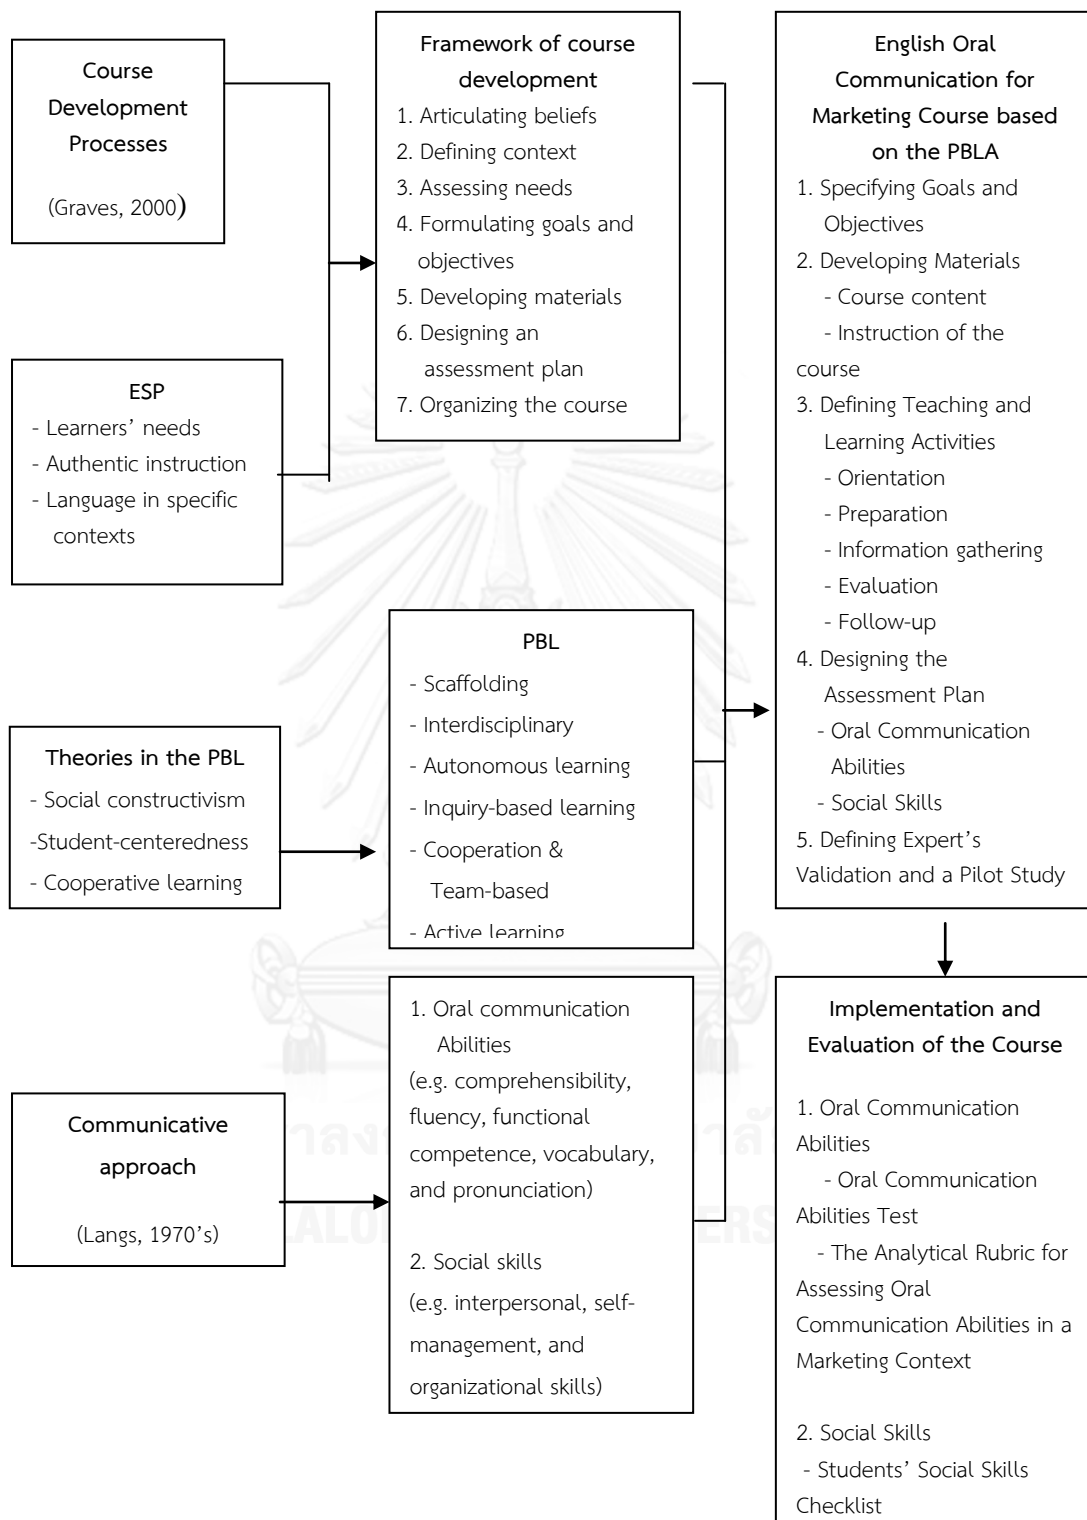 Course
Development
Processes
(Graves, 2000)
ESP
- Learners’ needs
- Authentic instruction
- Language in specific
contexts
Theories in the PBL
- Social constructivism
-Student-centeredness
- Cooperative learning
Communicative
approach
(Langs, 1970’s)
Framework of course
development
1. Articulating beliefs
2. Defining context
3. Assessing needs
4. Formulating goals and
objectives
5. Developing materials
6. Designing an
assessment plan
7. Organizing the course
PBL
- Scaffolding
- Interdisciplinary
- Autonomous learning
- Inquiry-based learning
- Cooperation &
Team-based
- Active learning
1. Oral communication
Abilities
(e.g. comprehensibility,
fluency, functional
competence, vocabulary,
and pronunciation)
2. Social skills
(e.g. interpersonal, self-
management, and
organizational skills)
English Oral
Communication for
Marketing Course based
on the PBLA
1. Specifying Goals and
Objectives
2. Developing Materials
- Course content
- Instruction of the
course
3. Defining Teaching and
Learning Activities
- Orientation
- Preparation
- Information gathering
- Evaluation
- Follow-up
4. Designing the
Assessment Plan
- Oral Communication
Abilities
- Social Skills
5. Defining Expert’s
Validation and a Pilot Study
Implementation and
Evaluation of the Course
1. Oral Communication
Abilities
- Oral Communication
Abilities Test
- The Analytical Rubric for
Assessing Oral
Communication Abilities in a
Marketing Context
2. Social Skills
- Students’ Social Skills
Checklist